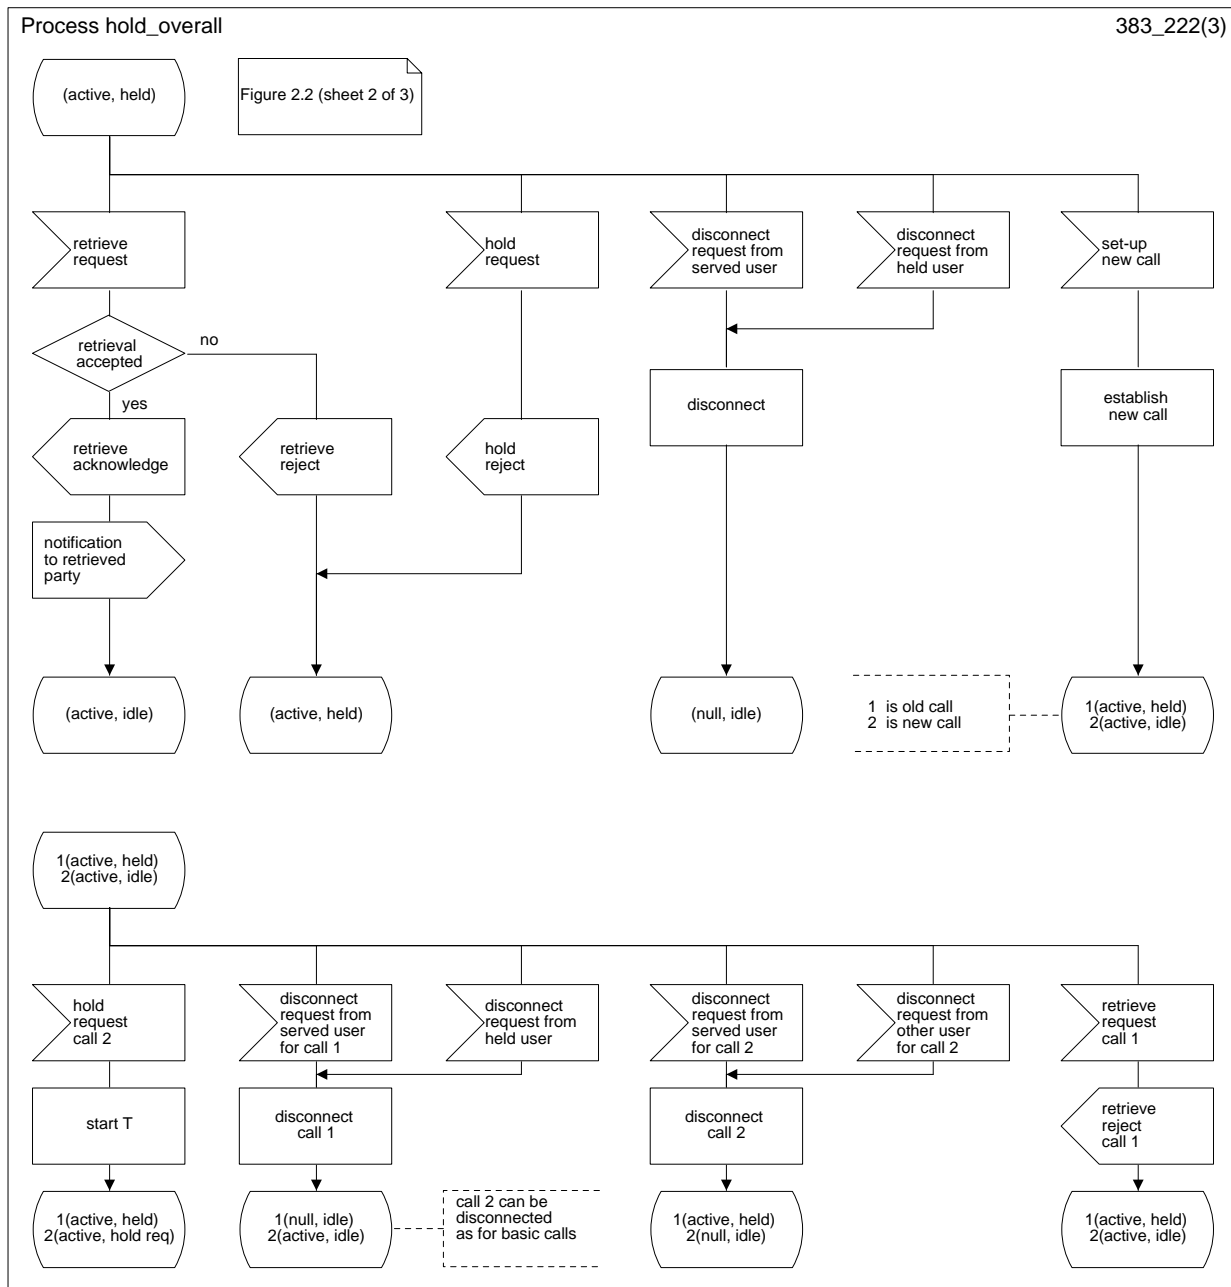 Process hold_overall
383_222(3)
(active, held)
Figure 2.2 (sheet 2 of 3)
retrieve
request
hold
request
disconnect
request from
served user
disconnect
request from
held user
set-up
new call
retrieval
accepted
no
yes
disconnect
establish
new call
retrieve
acknowledge
retrieve
reject
hold
reject
notification
to retrieved
party
(active, idle)
(active, held)
(null, idle)
1 is old call
2 is new call
1(active, held)
2(active, idle)
1(active, held)
2(active, idle)
hold
request
call 2
disconnect
request from
served user
for call 1
disconnect
request from
held user
disconnect
request from
served user
for call 2
disconnect
request from
other user
for call 2
retrieve
request
call 1
start T
disconnect
call 1
disconnect
call 2
retrieve
reject
call 1
1(active, held)
2(active, hold req)
1(null, idle)
2(active, idle)
call 2 can be
disconnected
as for basic calls
1(active, held)
2(null, idle)
1(active, held)
2(active, idle)